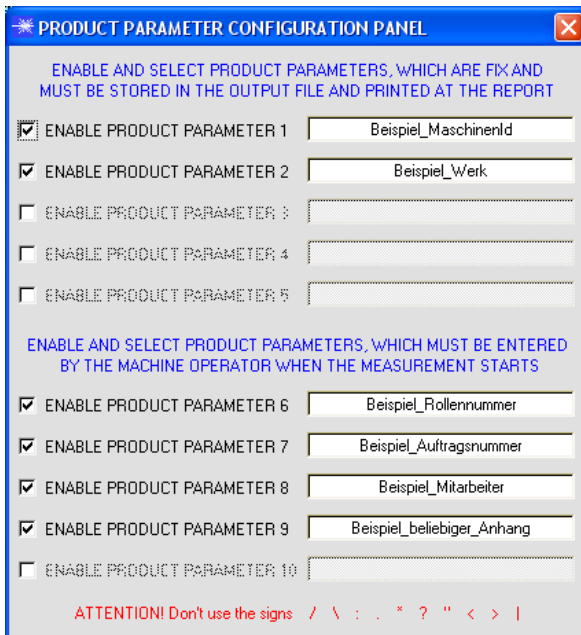 PRODUCT PARAMETER CONFIGURATION PANEL
ENABLE AND SELECT PRODUCT PARAMETERS, WHICH ARE FIX AND
MUST BE STORED IN THE OUTPUT FILE AND PRINTED AT THE REPORT
ENABLE PRODUCT PARAMETER 1 Beispiel_MaschinenId
ENABLE PRODUCT PARAMETER 2 Beispiel_Werk
ENABLE PRODUCT PARAMETER 3
ENABLE PRODUCT PARAMETER 4
ENABLE PRODUCT PARAMETER 5
ENABLE AND SELECT PRODUCT PARAMETERS, WHICH MUST BE ENTERED
BY THE MACHINE OPERATOR WHEN THE MEASUREMENT STARTS
ENABLE PRODUCT PARAMETER 6 Beispiel_Rollennummer
ENABLE PRODUCT PARAMETER 7 Beispiel_Auftragsnummer
ENABLE PRODUCT PARAMETER 8 Beispiel_Mitarbeiter
ENABLE PRODUCT PARAMETER 9 Beispiel_beliebiger_Anhang
ENABLE PRODUCT PARAMETER 10
ATTENTION! Don't use the signs / \ : . * ? " < > |